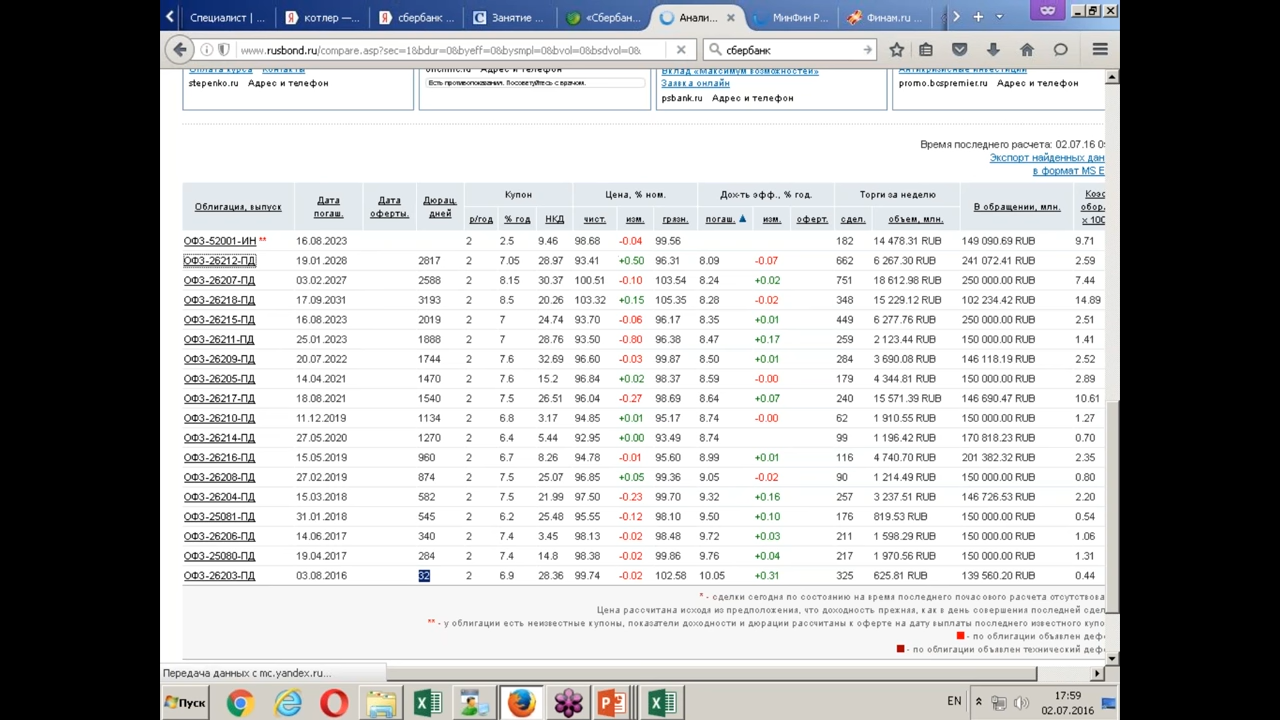 Специалист | ...
котлер —...
сбербанк ...
Занятие ...
«Сбербан...
Анали...
МинФин Р...
Финам.ru ...
www.rusbond.ru/compare.asp?sec=1&bdur=0&byeff=0&bysmpl=0&bvol=0&bsdvol=0&
сбербанк
Оплата курса Контакты
stepenko.ru Адрес и телефон
Есть противопоказания. Посоветуйтесь с врачом.
Вклад «Максимум возможностей»
Заявка онлайн
psbank.ru Адрес и телефон
Антикризисные инвестиции
promo.bcspremier.ru Адрес и телефон
Время последнего расчета: 02.07.16 0
Экспорт найденных дан
в формат MS E
Облигация, выпуск Дата погаш. Дата оферты. Дюрац. дней Купон Цена, % ном. Дох-ть эфф., % год. Торги за неделю В обращении, млн. Коэс обор. x 100
р/год % год НКД чист. изм. грязн. погаш. изм. оферт. сдел. объем, млн.
ОФЗ-52001-ИН ** 16.08.2023 2 2.5 9.46 98.68 -0.04 99.56 182 14 478.31 RUB 149 090.69 RUB 9.71
ОФЗ-26212-ПД 19.01.2028 2817 2 7.05 28.97 93.41 +0.50 96.31 8.09 -0.07 662 6 267.30 RUB 241 072.41 RUB 2.59
ОФЗ-26207-ПД 03.02.2027 2588 2 8.15 30.37 100.51 -0.10 103.54 8.24 +0.02 751 18 612.98 RUB 250 000.00 RUB 7.44
ОФЗ-26218-ПД 17.09.2031 3193 2 8.5 20.26 103.32 +0.15 105.35 8.28 -0.02 348 15 229.12 RUB 102 234.42 RUB 14.89
ОФЗ-26215-ПД 16.08.2023 2019 2 7 24.74 93.70 -0.06 96.17 8.35 +0.01 449 6 277.76 RUB 250 000.00 RUB 2.51
ОФЗ-26211-ПД 25.01.2023 1888 2 7 28.76 93.50 -0.80 96.38 8.47 +0.17 259 2 123.44 RUB 150 000.00 RUB 1.41
ОФЗ-26209-ПД 20.07.2022 1744 2 7.6 32.69 96.60 -0.03 99.87 8.50 +0.01 284 3 690.08 RUB 146 118.19 RUB 2.52
ОФЗ-26205-ПД 14.04.2021 1470 2 7.6 15.2 96.84 +0.02 98.37 8.59 -0.00 179 4 344.81 RUB 150 000.00 RUB 2.89
ОФЗ-26217-ПД 18.08.2021 1540 2 7.5 26.51 96.04 -0.27 98.69 8.64 +0.07 240 15 571.39 RUB 146 690.47 RUB 10.61
ОФЗ-26210-ПД 11.12.2019 1134 2 6.8 3.17 94.85 +0.01 95.17 8.74 -0.00 62 1 910.55 RUB 150 000.00 RUB 1.27
ОФЗ-26214-ПД 27.05.2020 1270 2 6.4 5.44 92.95 +0.00 93.49 8.74 99 1 196.42 RUB 170 818.23 RUB 0.70
ОФЗ-26216-ПД 15.05.2019 960 2 6.7 8.26 94.78 -0.01 95.60 8.99 +0.01 116 4 740.70 RUB 201 382.32 RUB 2.35
ОФЗ-26208-ПД 27.02.2019 874 2 7.5 25.07 96.85 +0.05 99.36 9.05 -0.02 90 1 214.49 RUB 150 000.00 RUB 0.80
ОФЗ-26204-ПД 15.03.2018 582 2 7.5 21.99 97.50 -0.23 99.70 9.32 +0.16 257 3 237.51 RUB 146 726.53 RUB 2.20
ОФЗ-25081-ПД 31.01.2018 545 2 6.2 25.48 95.55 -0.12 98.10 9.50 +0.10 176 819.53 RUB 150 000.00 RUB 0.54
ОФЗ-26206-ПД 14.06.2017 340 2 7.4 3.45 98.13 -0.02 98.48 9.72 +0.03 211 1 598.29 RUB 150 000.00 RUB 1.06
ОФЗ-25080-ПД 19.04.2017 284 2 7.4 14.8 98.38 -0.02 99.86 9.76 +0.04 217 1 970.56 RUB 150 000.00 RUB 1.31
ОФЗ-26203-ПД 03.08.2016 32 2 6.9 28.36 99.74 -0.02 102.58 10.05 +0.31 325 625.81 RUB 139 560.20 RUB 0.44
* - сделки сегодня по состоянию на время последнего почасового расчета отсутствова
Цена рассчитана исходя из предположения, что доходность прежняя, как в день совершения последней сдел
** - у облигации есть неизвестные купоны, показатели доходности и дюрации рассчитаны к оферте на дату выплаты последнего известного купо
- по облигации объявлен дефо
- по облигации объявлен технический дефо
Передача данных с mc.yandex.ru...
Пуск
EN
17:59
02.07.2016